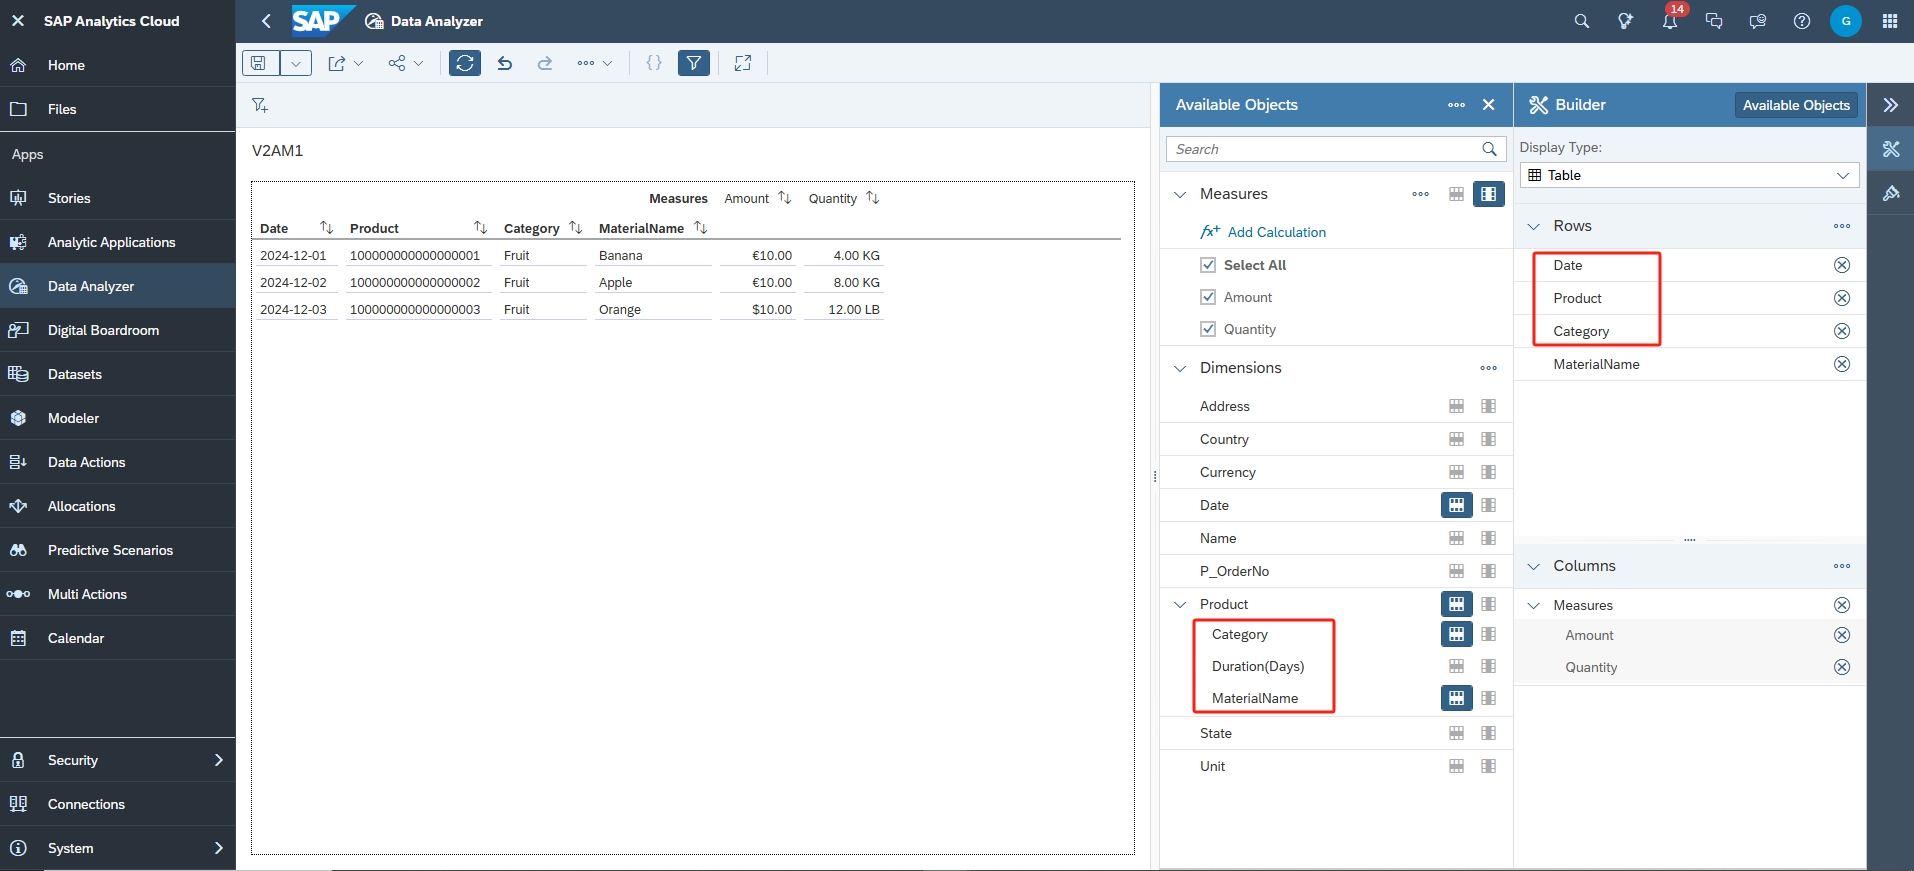 SAP Analytics Cloud
SAP Data Analyzer
14
G
Home
Files
Apps
Stories
Analytic Applications
Data Analyzer
Digital Boardroom
Datasets
Modeler
Data Actions
Allocations
Predictive Scenarios
Multi Actions
Calendar
Security
Connections
System
V2AM1
Measures Amount Quantity
Date Product Category MaterialName
2024-12-01 100000000000000001 Fruit Banana €10.00 4.00 KG
2024-12-02 100000000000000002 Fruit Apple €10.00 8.00 KG
2024-12-03 100000000000000003 Fruit Orange $10.00 12.00 LB
Available Objects
Search
Measures
fx+ Add Calculation
Select All
Amount
Quantity
Dimensions
Address
Country
Currency
Date
Name
P_OrderNo
Product
Category
Duration(Days)
MaterialName
State
Unit
Builder Available Objects
Display Type:
Table
Rows
Date
Product
Category
MaterialName
Columns
Measures
Amount
Quantity